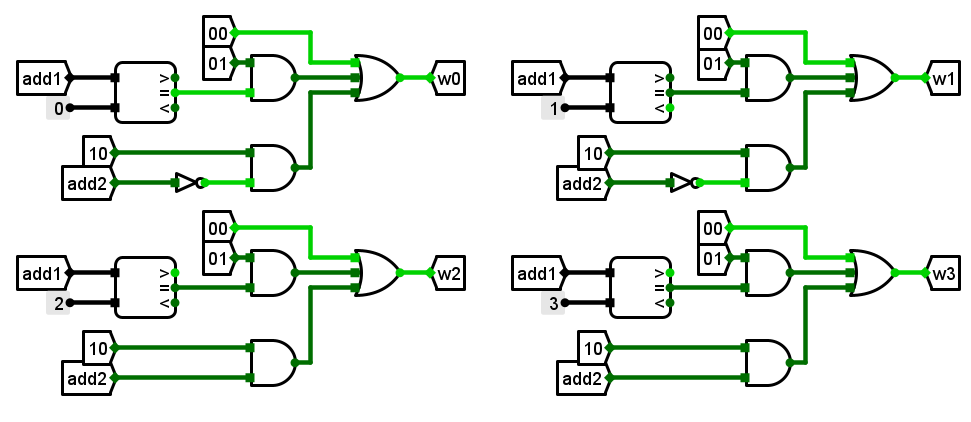 00
01
add1
>
=
<
0
w0
10
add2
00
01
add1
>
=
<
1
w1
10
add2
00
01
add1
>
=
<
2
w2
10
add2
00
01
add1
>
=
<
3
w3
10
add2